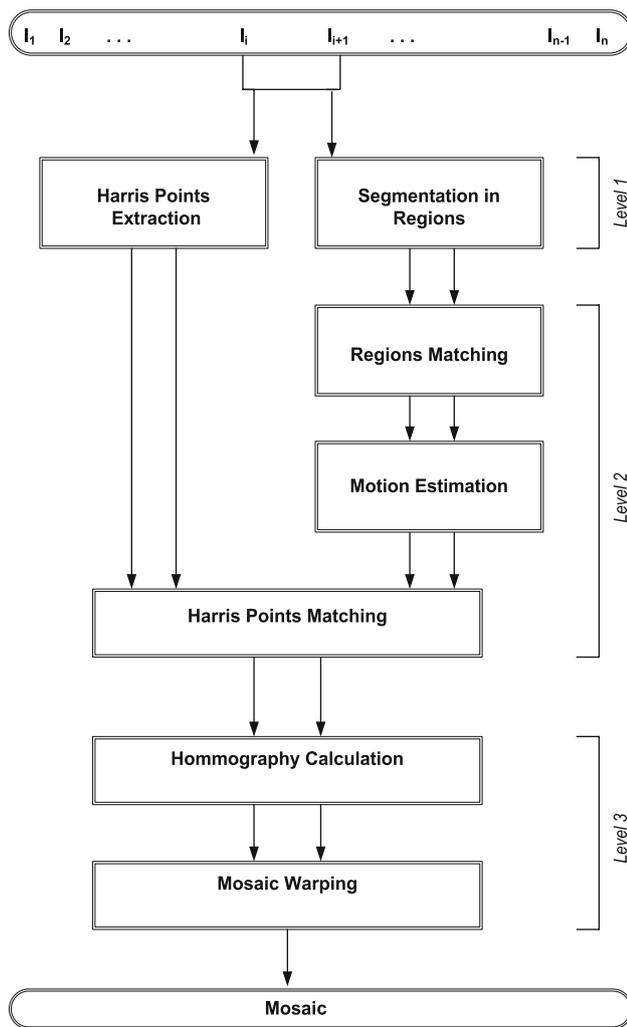 I1 I2 . . . Ii Ii+1 . . . In-1 In
Harris Points
Extraction
Segmentation in
Regions
Level 1
Regions Matching
Motion Estimation
Level 2
Harris Points Matching
Hommography Calculation
Level 3
Mosaic Warping
Mosaic